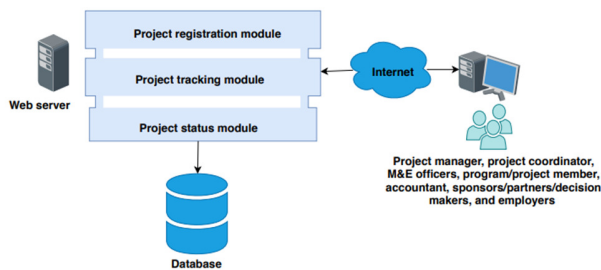 Project registration module
Project tracking module
Project status module
Web server
Internet
Project manager, project coordinator,
M&E officers, program/project member,
accountant, sponsors/partners/decision
makers, and employers
Database